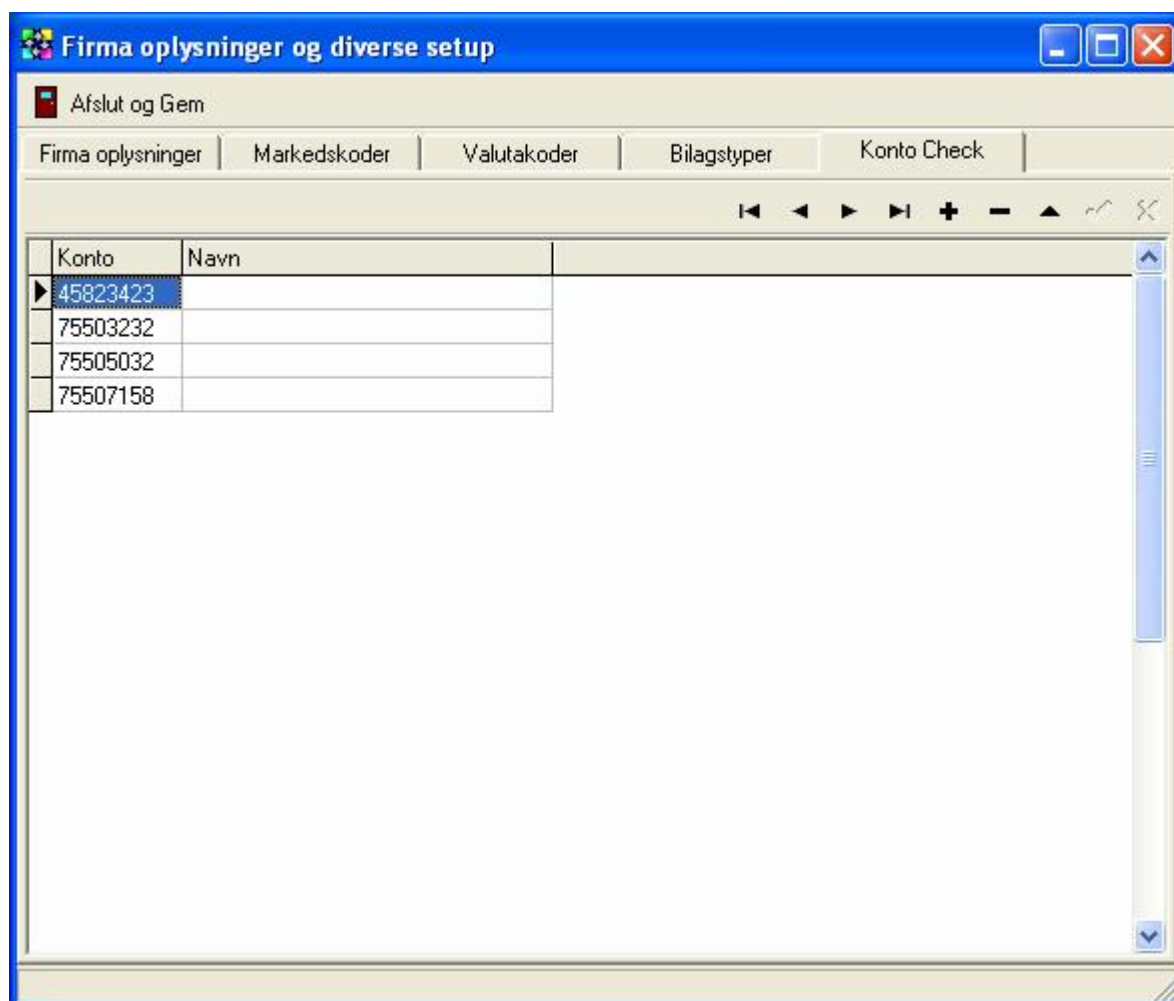 Firma oplysninger og diverse setup
Afslut og Gem
Firma oplysninger Markedskoder Valutakoder Bilagstyper Konto Check
Konto Navn
45823423
75503232
75505032
75507158